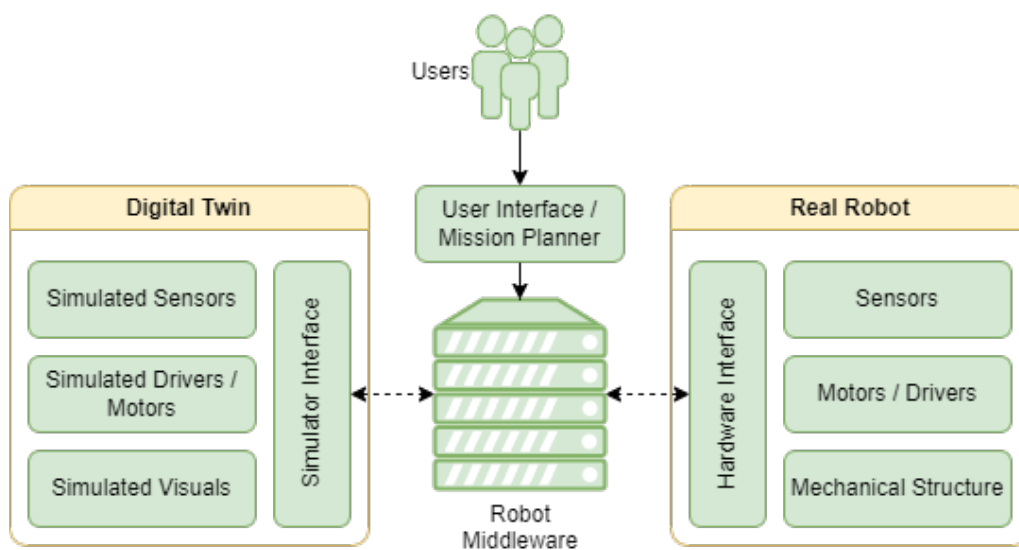 Users
User Interface /
Mission Planner
Digital Twin
Simulated Sensors
Simulated Drivers /
Motors
Simulated Visuals
Simulator Interface
Robot
Middleware
Real Robot
Hardware Interface
Sensors
Motors / Drivers
Mechanical Structure